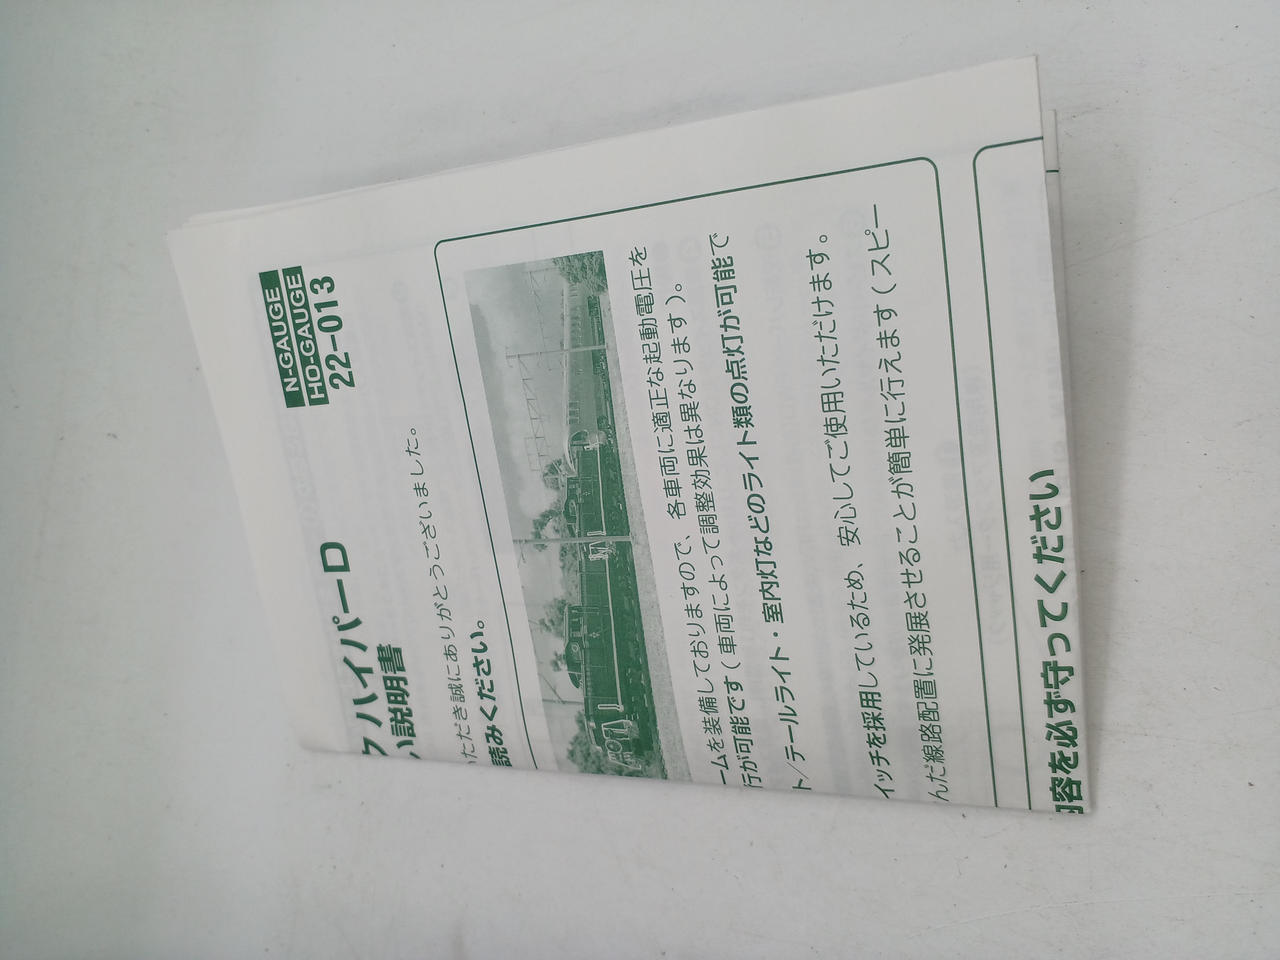 N-GAUGE
HO-GAUGE
22-013
ハイパーD
い説明書
ただき誠にありがとうございました。
読みください。
ームを装備しておりますので、各車両に適正な起動電圧を
行が可能です(車両によって調整効果は異なります)。
ト/テールライト・室内灯などのライト類の点灯が可能で
イッチを採用しているため、安心してご使用いただけます。
んだ線路配置に発展させることが簡単に行えます(スピー
内容を必ず守ってください